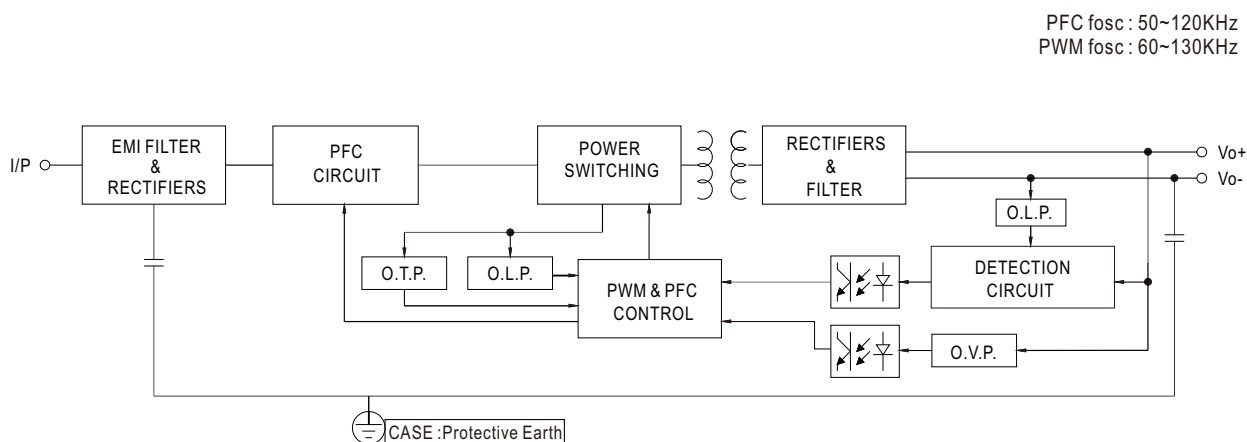 PFC fosc : 50~120KHz
PWM fosc : 60~130KHz
I/P
EMI FILTER
&
RECTIFIERS
PFC
CIRCUIT
POWER
SWITCHING
RECTIFIERS
&
FILTER
Vo+
Vo-
O.L.P.
O.T.P.
O.L.P.
PWM & PFC
CONTROL
DETECTION
CIRCUIT
O.V.P.
CASE :Protective Earth